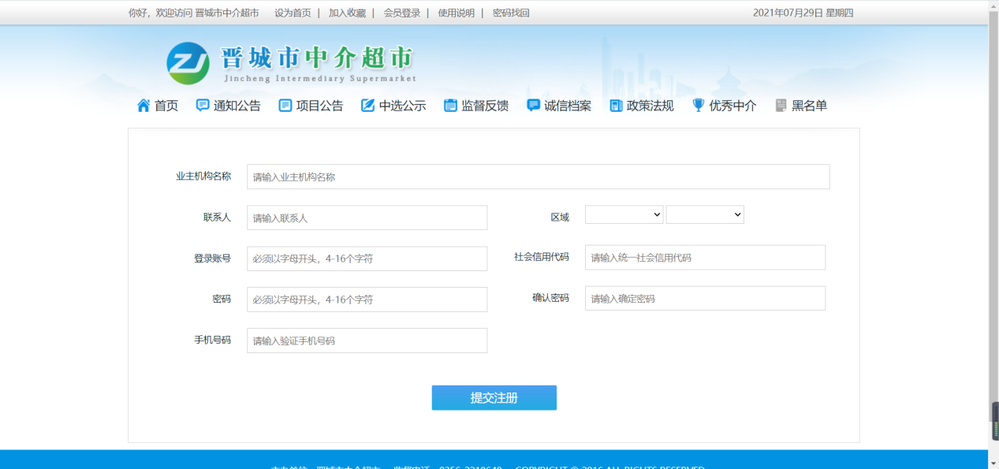 你好，欢迎访问 晋城市中介超市 设为首页 | 加入收藏 | 会员登录 | 使用说明 | 密码找回 2021年07月29日 星期四
ZJ 晋城市中介超市
Jincheng Intermediary Supermarket
首页 通知公告 项目公告 中选公示 监督反馈 诚信档案 政策法规 优秀中介 黑名单
业主机构名称 请输入业主机构名称
联系人 请输入联系人 区域
登录账号 必须以字母开头，4-16个字符 社会信用代码 请输入统一社会信用代码
密码 必须以字母开头，4-16个字符 确认密码 请输入确定密码
手机号码 请输入验证手机号码
提交注册